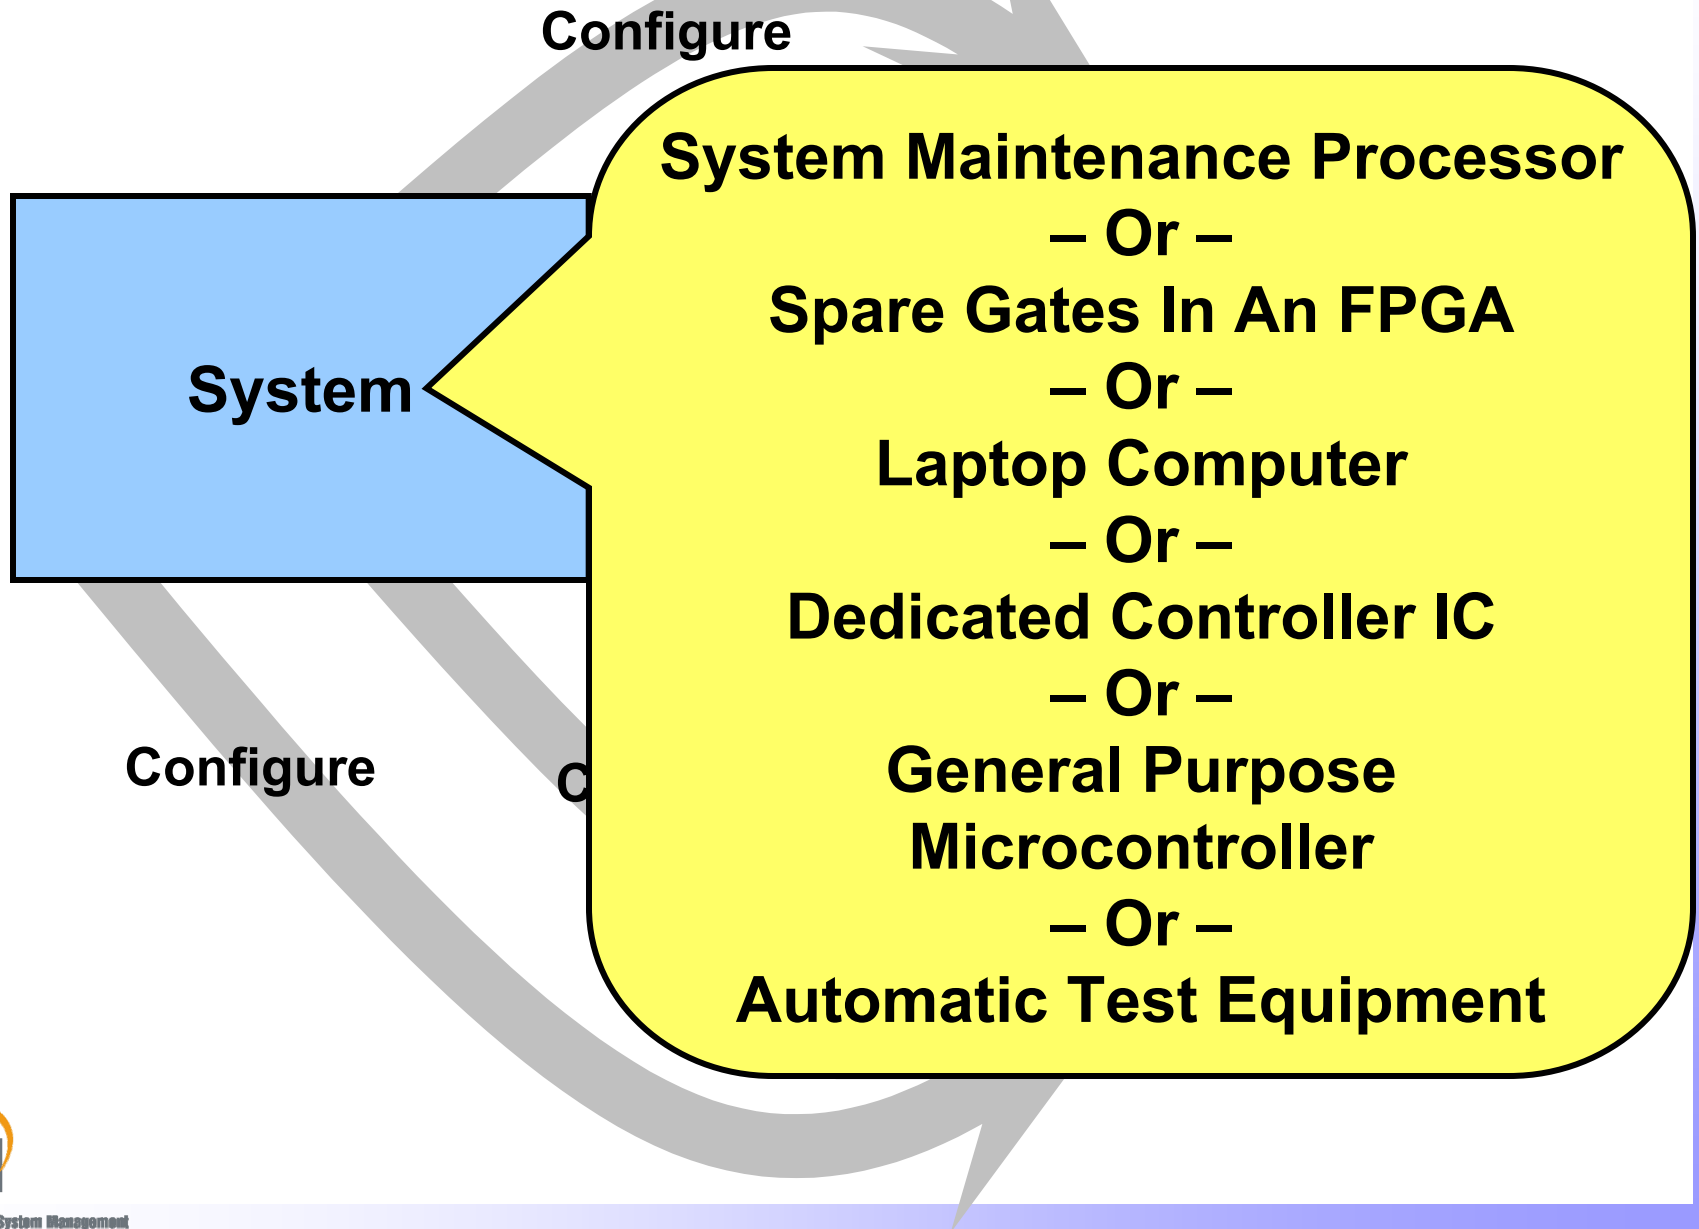 Configure
System Maintenance Processor
– Or –
Spare Gates In An FPGA
– Or –
System
Laptop Computer
– Or –
Dedicated Controller IC
– Or –
Configure
C
General Purpose
Microcontroller
– Or –
Automatic Test Equipment
System Management